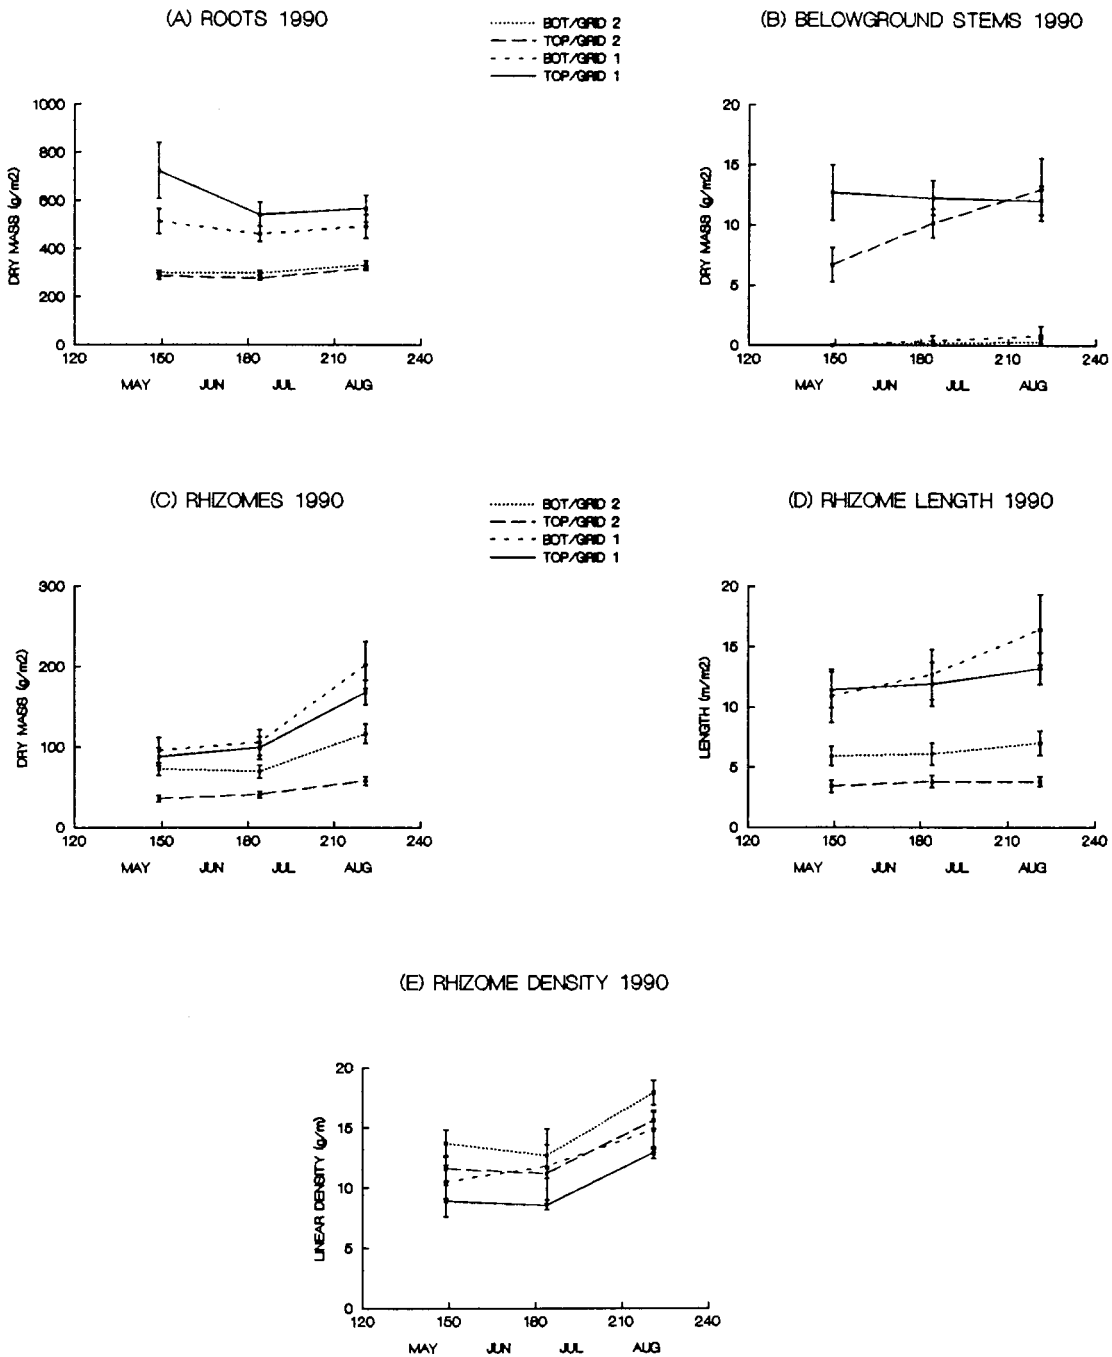 (A) ROOTS 1990
BOT/GRID 2
TOP/GRID 2
BOT/GRID 1
TOP/GRID 1
(B) BELOWGROUND STEMS 1990
DRY MASS (g/m2)
1000
800
600
400
200
0
120 150 180 210 240
MAY JUN JUL AUG
DRY MASS (g/m2)
20
15
10
5
0
120 150 180 210 240
MAY JUN JUL AUG
(C) RHIZOMES 1990
BOT/GRID 2
TOP/GRID 2
BOT/GRID 1
TOP/GRID 1
(D) RHIZOME LENGTH 1990
DRY MASS (g/m2)
300
200
100
0
120 150 180 210 240
MAY JUN JUL AUG
LENGTH (m/m2)
20
15
10
5
0
120 150 180 210 240
MAY JUN JUL AUG
(E) RHIZOME DENSITY 1990
LINEAR DENSITY (g/m)
20
15
10
5
0
120 150 180 210 240
MAY JUN JUL AUG